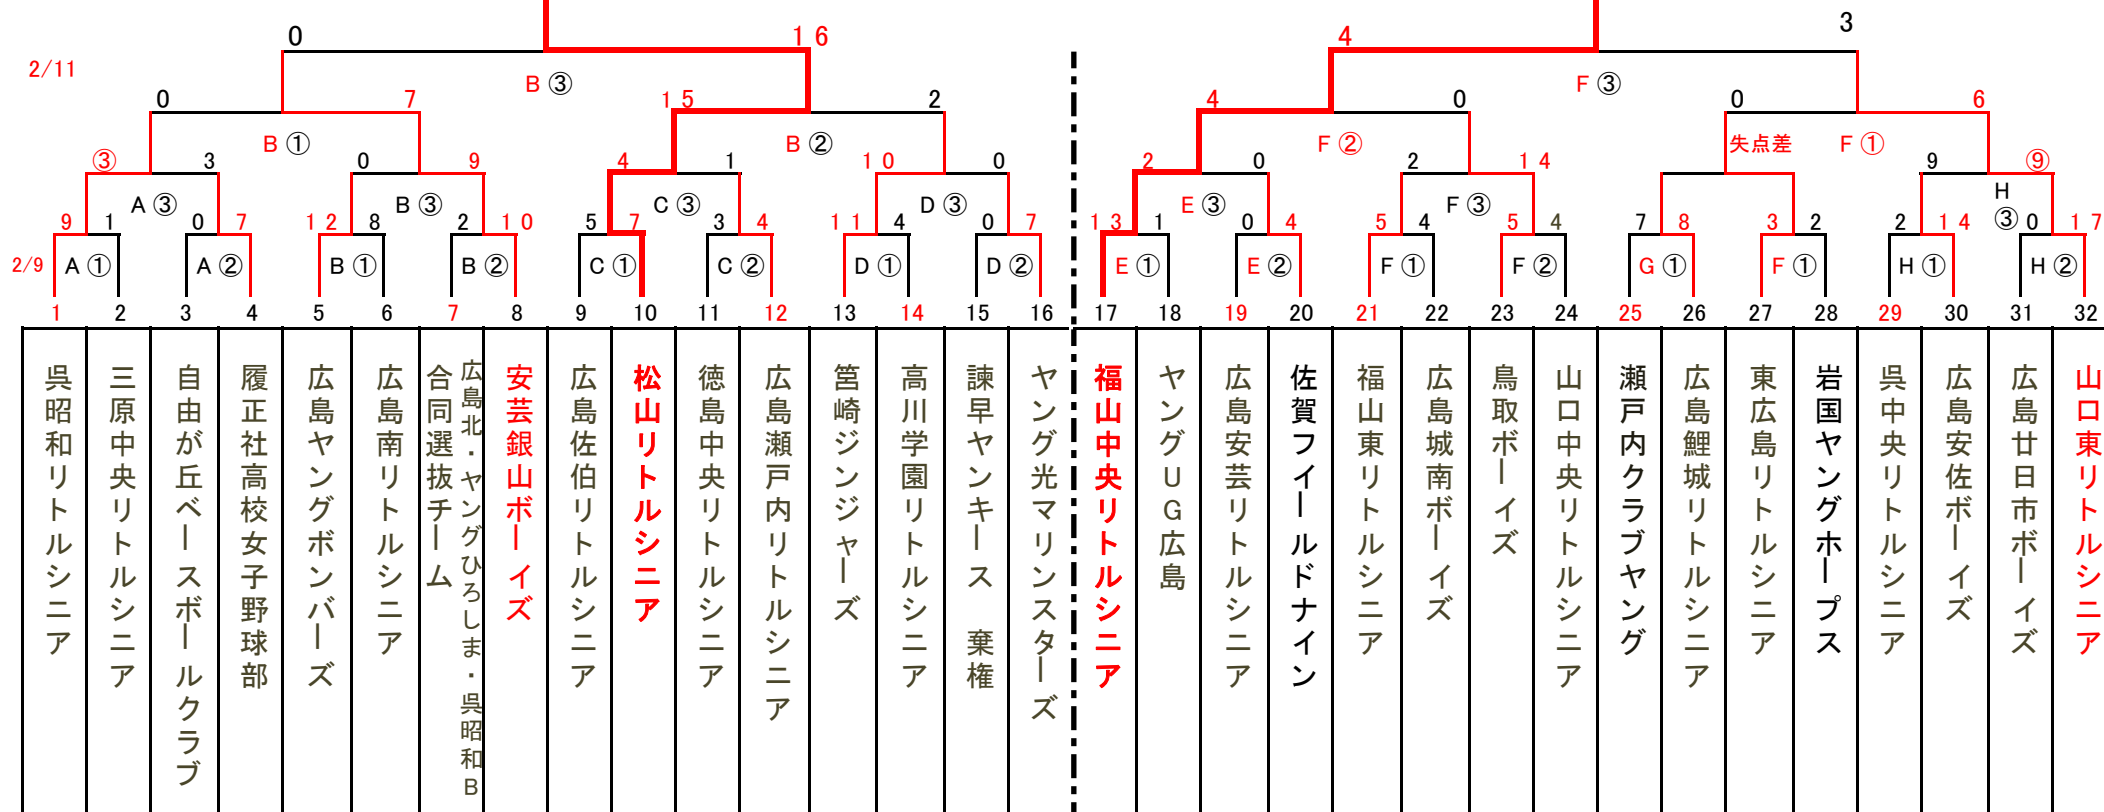 0 16 4 3
2/11 B③ F③
0 7 15 2 4 0 0 6
B① B② F② 失点差 F①
③ 3 0 9 4 1 10 0 2 0 2 14 9 ⑨
A③ B③ C③ D③ E③ F③ H③
9 1 0 7 12 8 2 10 5 7 3 4 11 4 0 7 13 1 0 4 5 4 5 4 7 8 3 2 2 14 0 17
2/9 A① A② B① B② C① C② D① D② E① E② F① F② G① F① H① H②
1 2 3 4 5 6 7 8 9 10 11 12 13 14 15 16 17 18 19 20 21 22 23 24 25 26 27 28 29 30 31 32
呉昭和リトルシニア
三原中央リトルシニア
自由が丘ベースボールクラブ
履正社高校女子野球部
広島ヤングボンバーズ
広島南リトルシニア
広島北・ヤングひろしま・呉昭和B
合同選抜チーム
安芸銀山ボーイズ
広島佐伯リトルシニア
松山リトルシニア
徳島中央リトルシニア
広島瀬戸内リトルシニア
筥崎ジンジャーズ
高川学園リトルシニア
諫早ヤンキース 棄権
ヤング光マリンスターズ
福山中央リトルシニア
ヤングUG広島
広島安芸リトルシニア
佐賀フイールドナイン
福山東リトルシニア
広島城南ボーイズ
鳥取ボーイズ
山口中央リトルシニア
瀬戸内クラブヤング
広島鯉城リトルシニア
東広島リトルシニア
岩国ヤングホープス
呉中央リトルシニア
広島安佐ボーイズ
広島廿日市ボーイズ
山口東リトルシニア